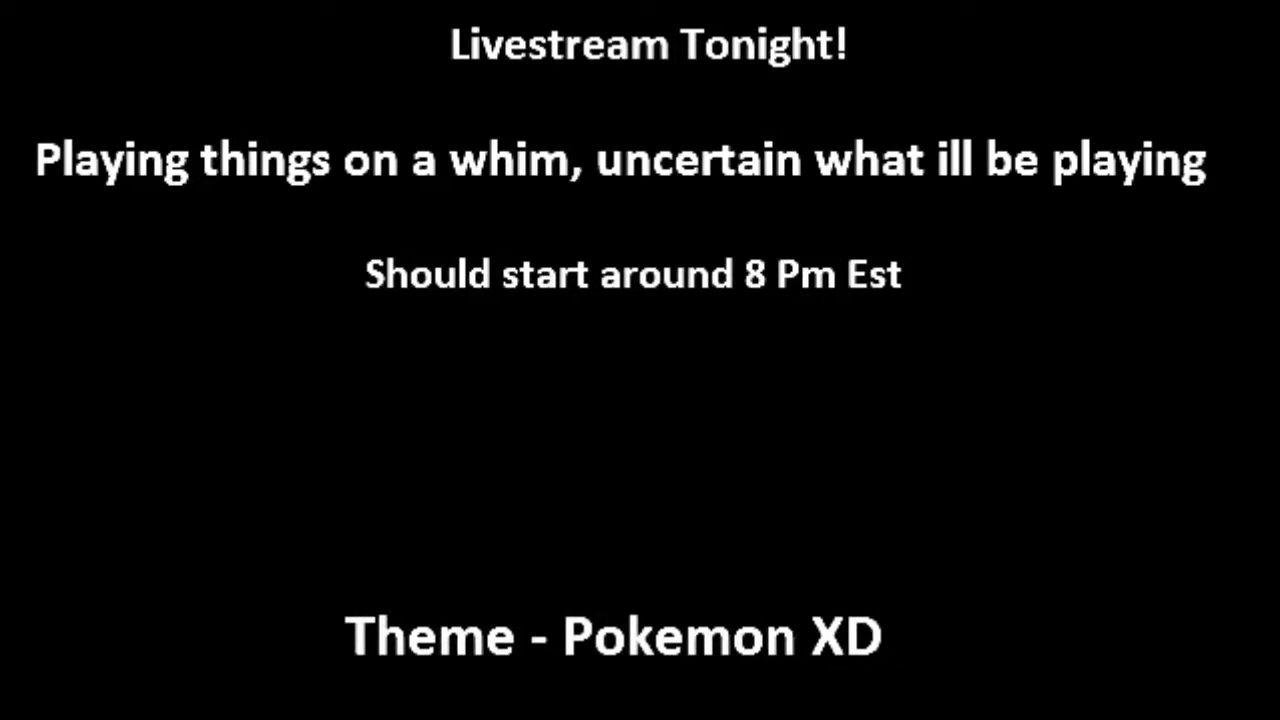 Livestream Tonight!
Playing things on a whim, uncertain what ill be playing
Should start around 8 Pm Est
Theme - Pokemon XD